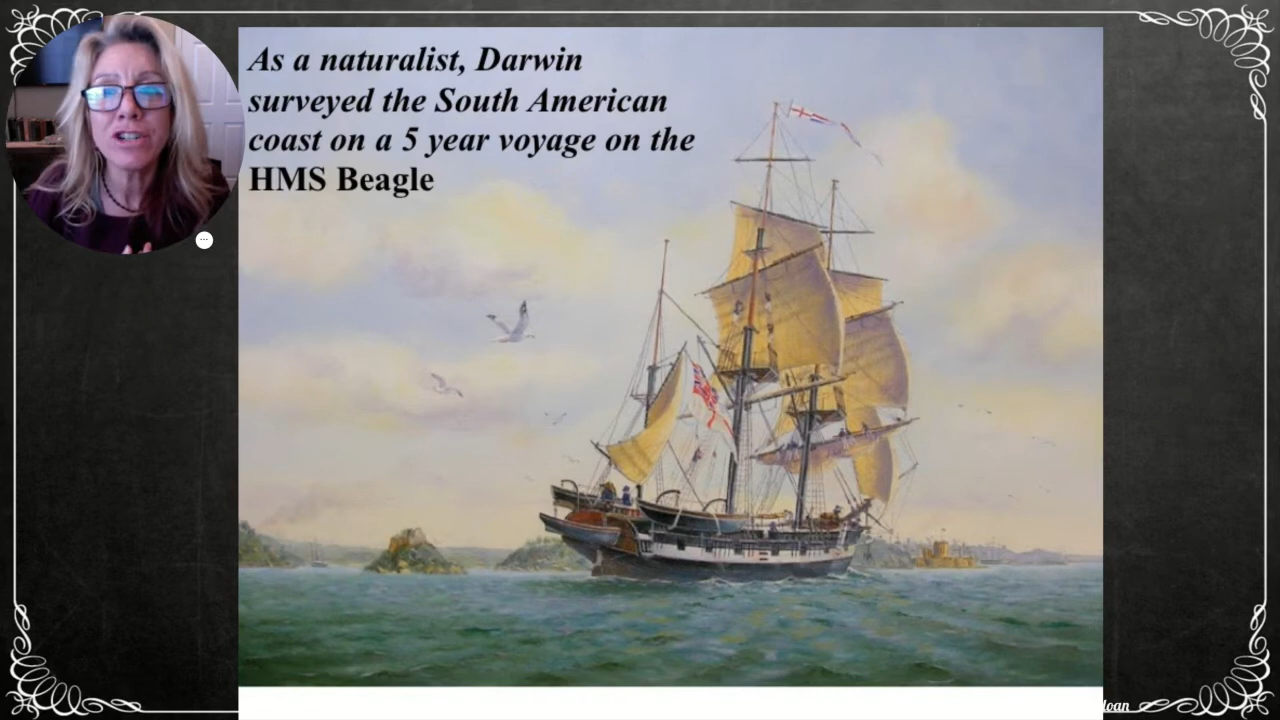 As a naturalist, Darwin
surveyed the South American
coast on a 5 year voyage on the
HMS Beagle